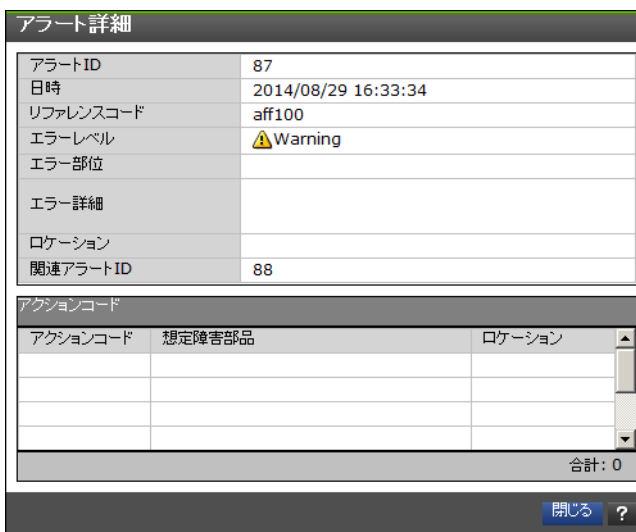 アラート詳細
アラートID 87
日時 2014/08/29 16:33:34
リファレンスコード aff100
エラーレベル Warning
エラー部位
エラー詳細
ロケーション
関連アラートID 88
アクションコード
アクションコード 想定障害部品 ロケーション
合計: 0
閉じる ?